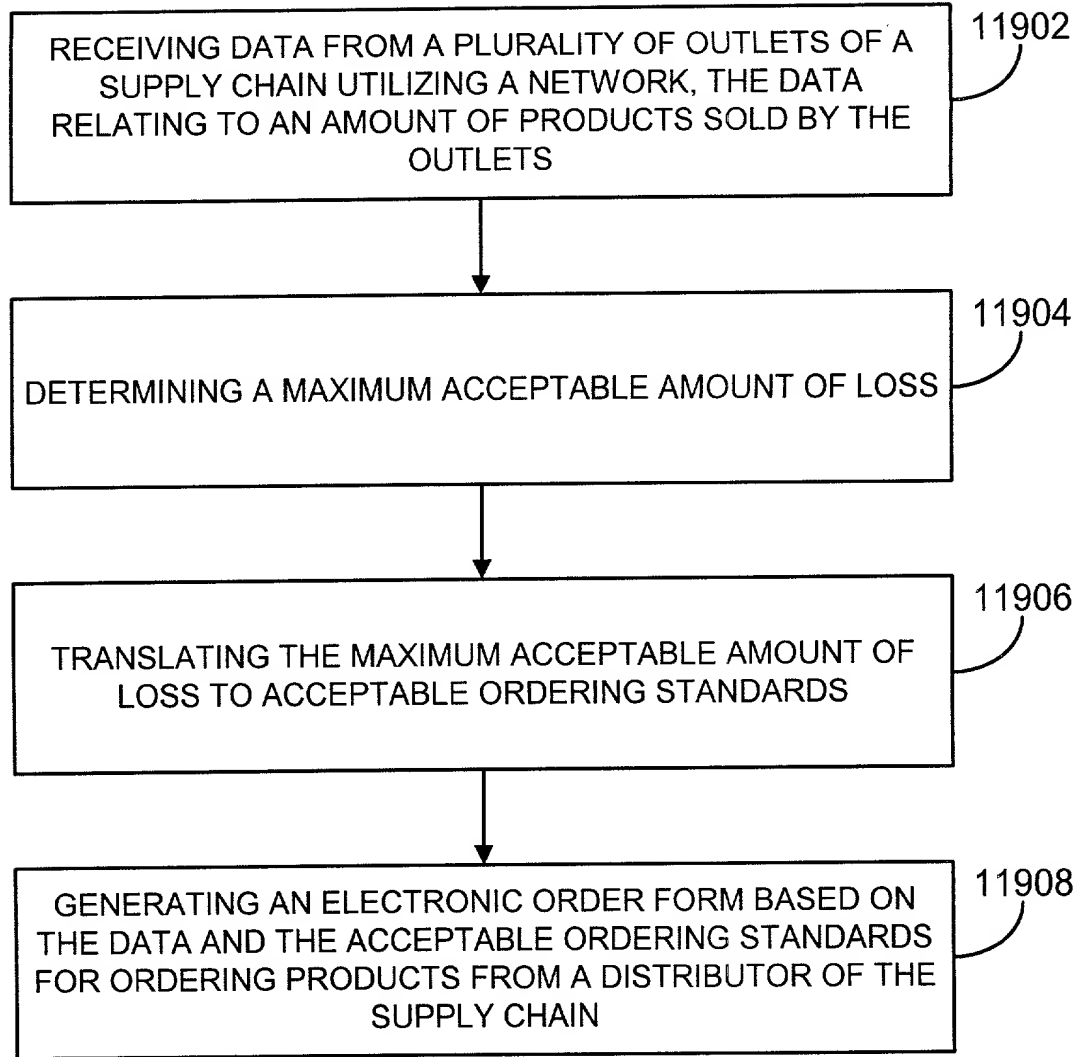 RECEIVING DATA FROM A PLURALITY OF OUTLETS OF A
SUPPLY CHAIN UTILIZING A NETWORK, THE DATA
RELATING TO AN AMOUNT OF PRODUCTS SOLD BY THE
OUTLETS
11902
DETERMINING A MAXIMUM ACCEPTABLE AMOUNT OF LOSS
11904
TRANSLATING THE MAXIMUM ACCEPTABLE AMOUNT OF
LOSS TO ACCEPTABLE ORDERING STANDARDS
11906
GENERATING AN ELECTRONIC ORDER FORM BASED ON
THE DATA AND THE ACCEPTABLE ORDERING STANDARDS
FOR ORDERING PRODUCTS FROM A DISTRIBUTOR OF THE
SUPPLY CHAIN
11908